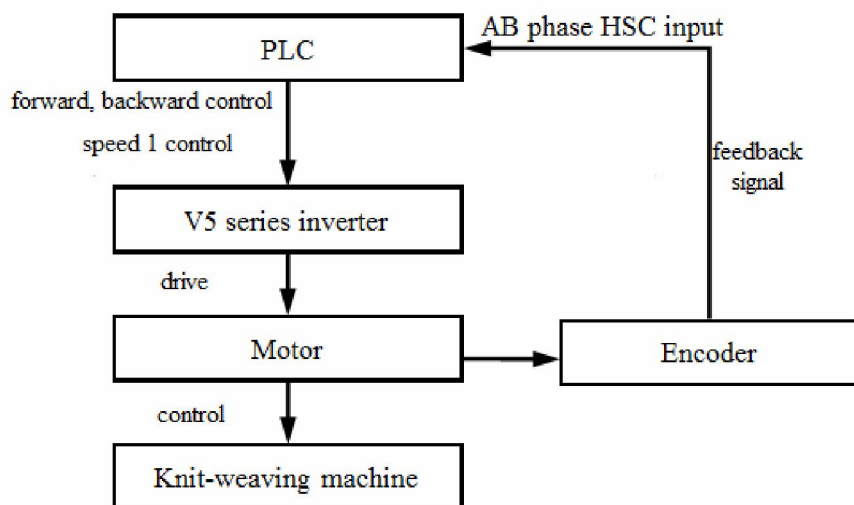 AB phase HSC input
PLC
forward, backward control
speed 1 control
feedback
signal
V5 series inverter
drive
Motor
Encoder
control
Knit-weaving machine